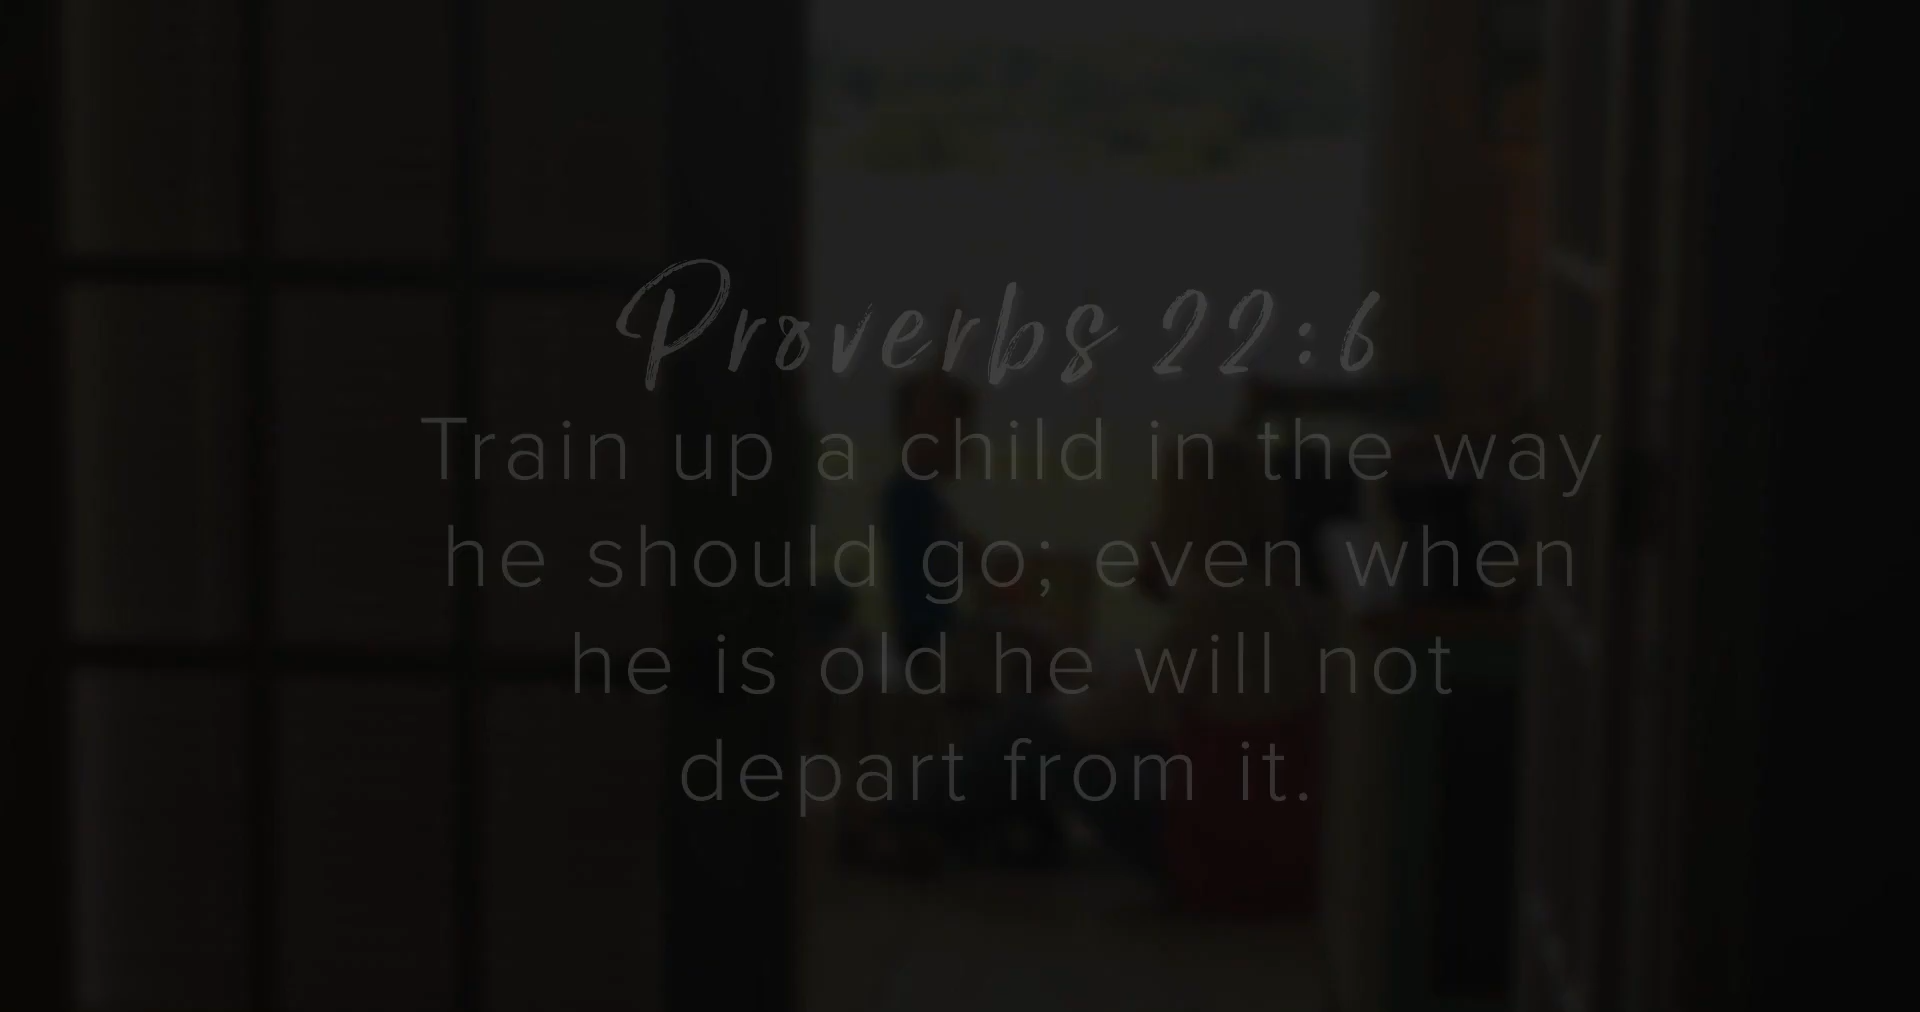 Proverbs 22:6
Train up a child in the way
he should go; even when
he is old he will not
depart from it.